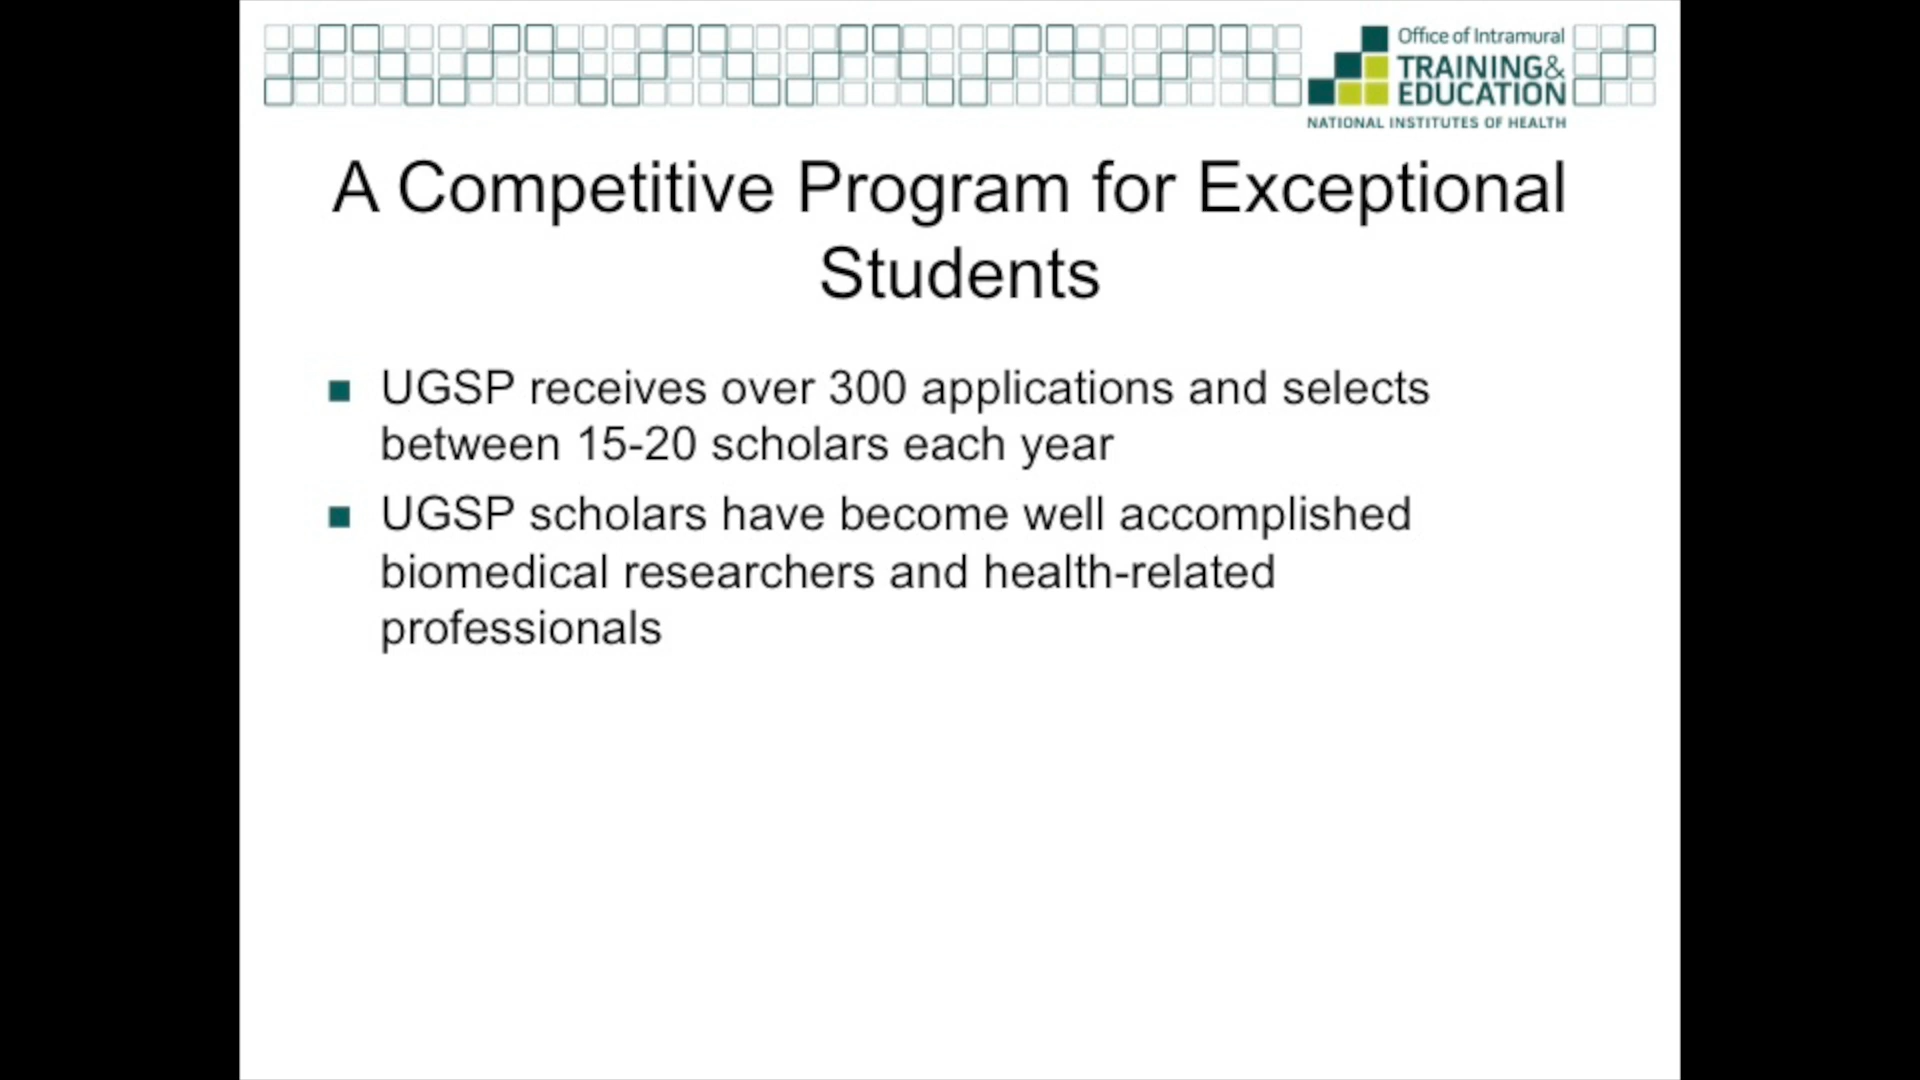 Office of Intramural
TRAINING&
EDUCATION
NATIONAL INSTITUTES OF HEALTH
A Competitive Program for Exceptional
Students
UGSP receives over 300 applications and selects
between 15-20 scholars each year
UGSP scholars have become well accomplished
biomedical researchers and health-related
professionals